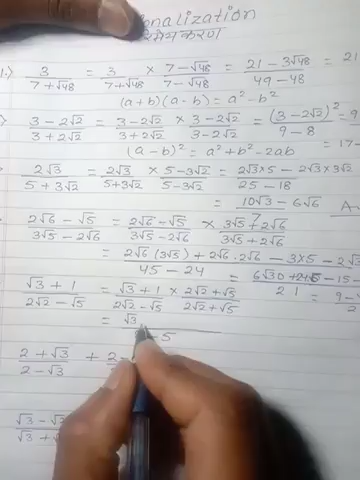 nalization
1.) 3/(7+√48) = 3/(7+√48) × (7-√48)/(7-√48) = (21-3√48)/(49-48) = 21
(a+b)(a-b) = a²-b²
) (3-2√2)/(3+2√2) = (3-2√2)/(3+2√2) × (3-2√2)/(3-2√2) = (3-2√2)²/(9-8) = 9
(a-b)² = a²+b²-2ab = 17-
) 2√3/(5+3√2) = 2√3/(5+3√2) × (5-3√2)/(5-3√2) = (2√3×5-2√3×3√2)/(25-18)
= (10√3-6√6)/7 A
(2√6-√5)/(3√5-2√6) = (2√6-√5)/(3√5-2√6) × (3√5+2√6)/(3√5+2√6)
= (2√6(3√5)+2√6·2√6-3×5-2√3)/(45-24)
(√3+1)/(2√2-√5) = (√3+1)/(2√2-√5) × (2√2+√5)/(2√2+√5)
= √3 -5
(2+√3)/(2-√3) + 2-